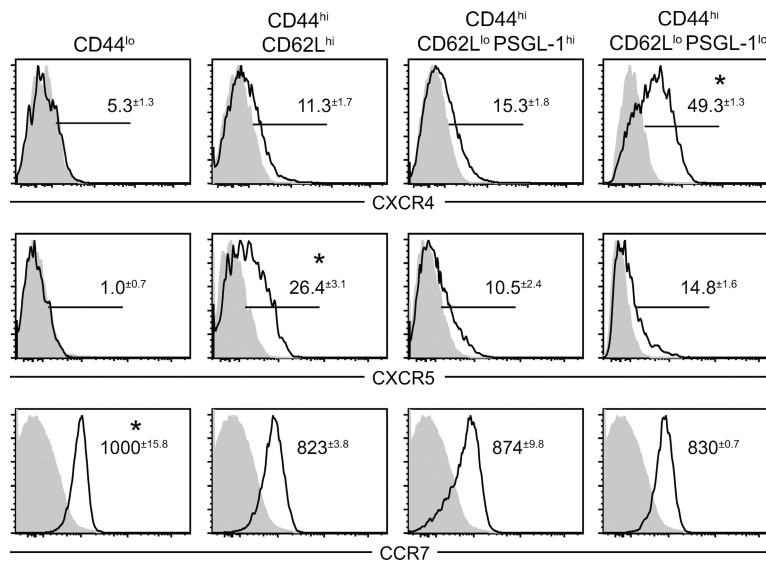 CD44lo
CD44hi
CD62Lhi
CD44hi
CD62Llo PSGL-1hi
CD44hi
CD62Llo PSGL-1lo
5.3±1.3
11.3±1.7
15.3±1.8
*
49.3±1.3
CXCR4
1.0±0.7
*
26.4±3.1
10.5±2.4
14.8±1.6
CXCR5
*
1000±15.8
823±3.8
874±9.8
830±0.7
CCR7